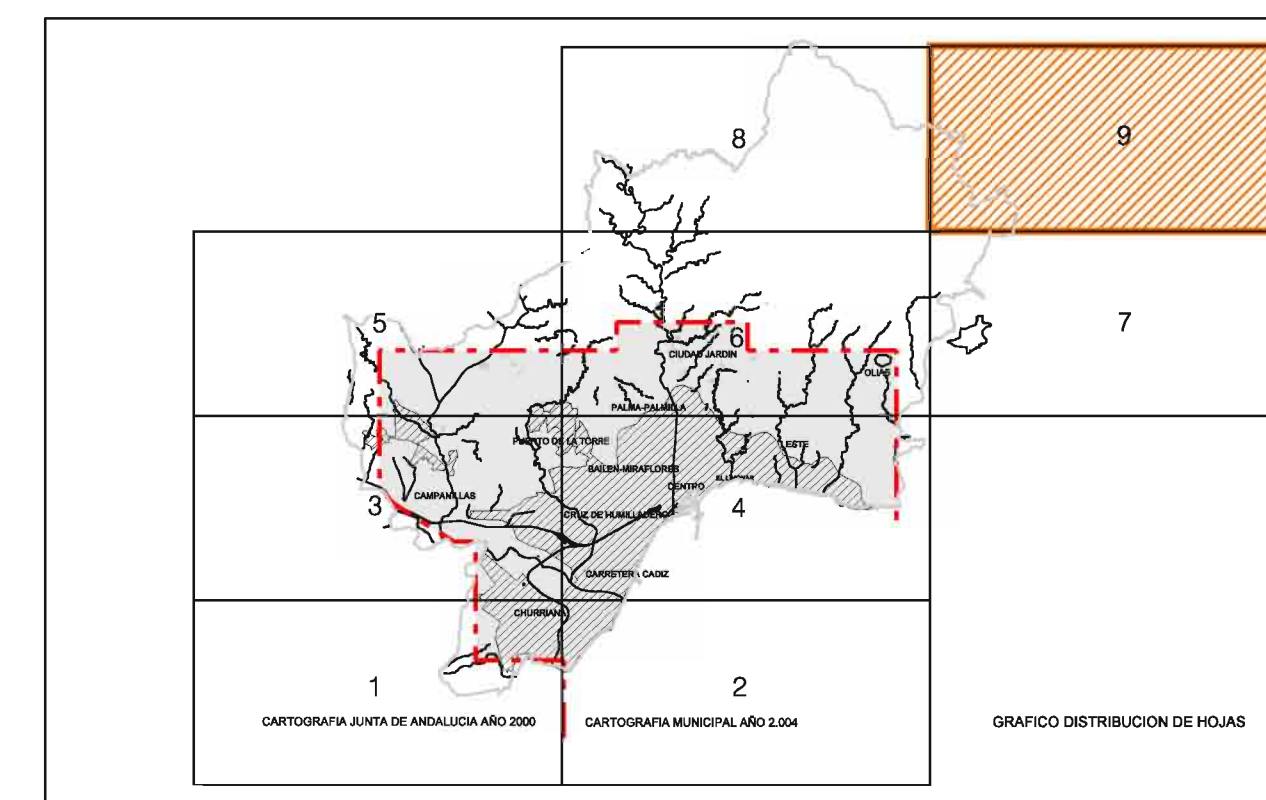 8
9
5
6
7
CIUDAD JARDIN
OLIAS
PALMA-PALMILLA
PUERTO DE LA TORRE
ESTE
BAILEN-MIRAFLORES
CENTRO
CAMPANILLAS
3
CRUZ DE HUMILLADERO
4
CARRETERA CADIZ
CHURRIANA
1
2
CARTOGRAFIA JUNTA DE ANDALUCIA AÑO 2000
CARTOGRAFIA MUNICIPAL AÑO 2.004
GRAFICO DISTRIBUCION DE HOJAS